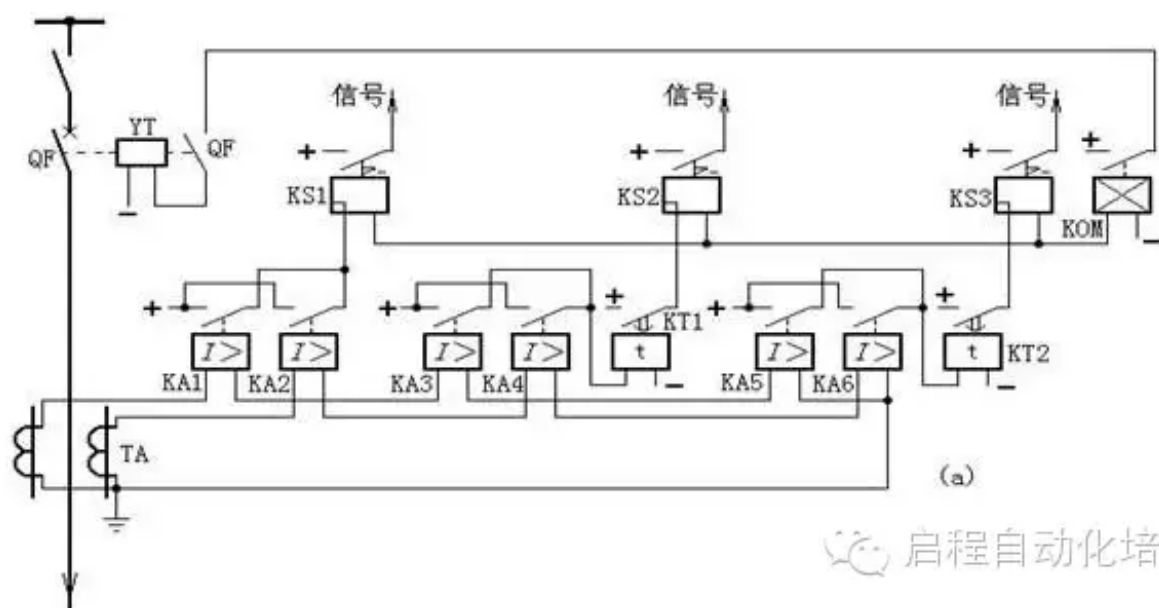 信号 信号 信号
YT
QF QF
+ + + +
KS1 KS2 KS3
KOM
− −
+ + + + +
KT1
I> I> I> I> t I> I> t
KT2
KA1 KA2 KA3 KA4 − KA5 KA6 −
TA
(a)
启程自动化培